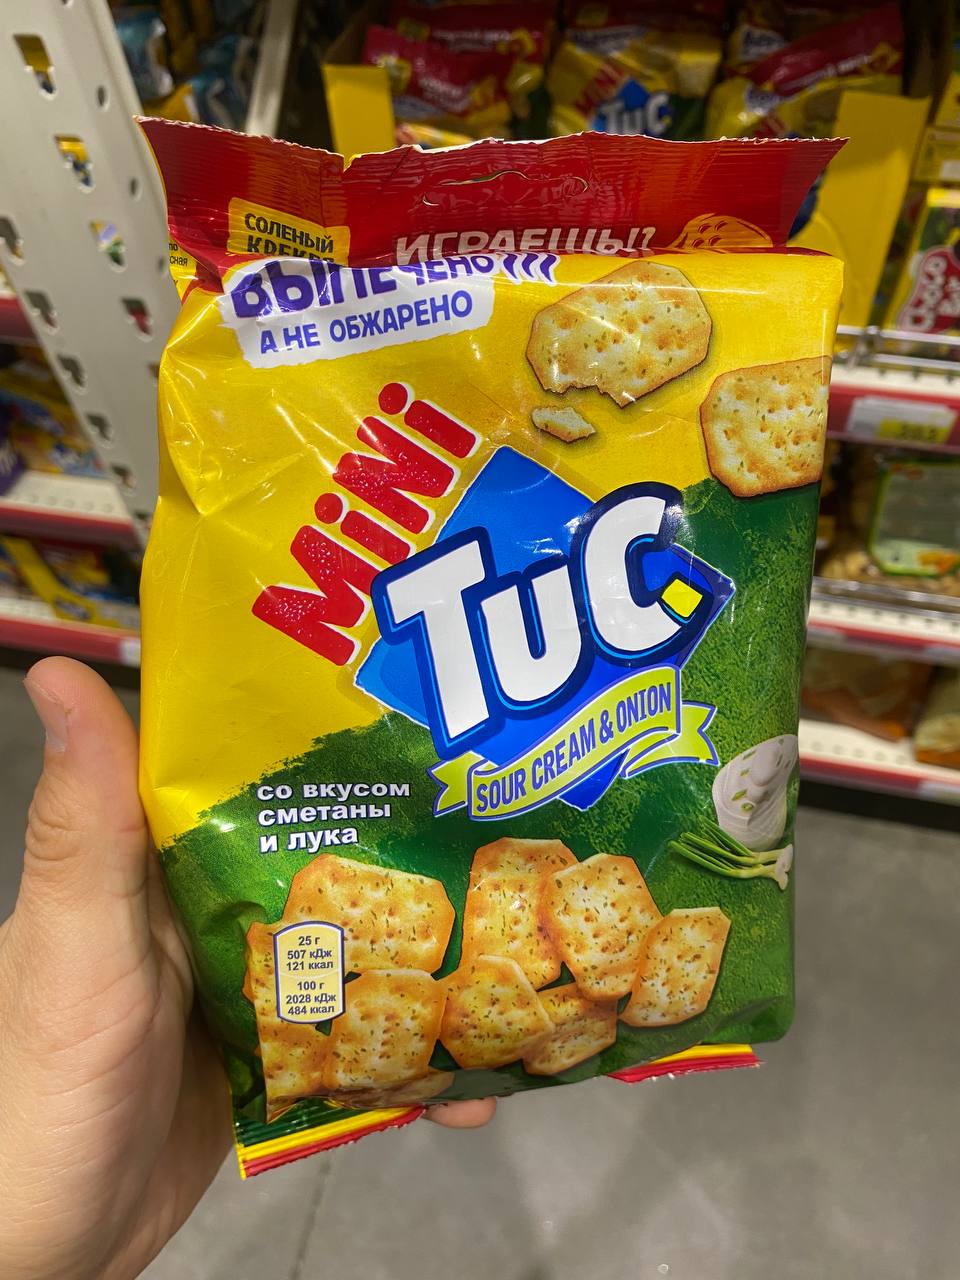 СОЛЕНЫЙ
КРЕКЕР
ИГРАЕШЬ!?
ВЫПЕЧЕНО
А НЕ ОБЖАРЕНО
MiNi
TUC
SOUR CREAM & ONION
со вкусом
сметаны
и лука
25 г
507 кДж
121 ккал
100 г
2028 кДж
484 ккал
TUC